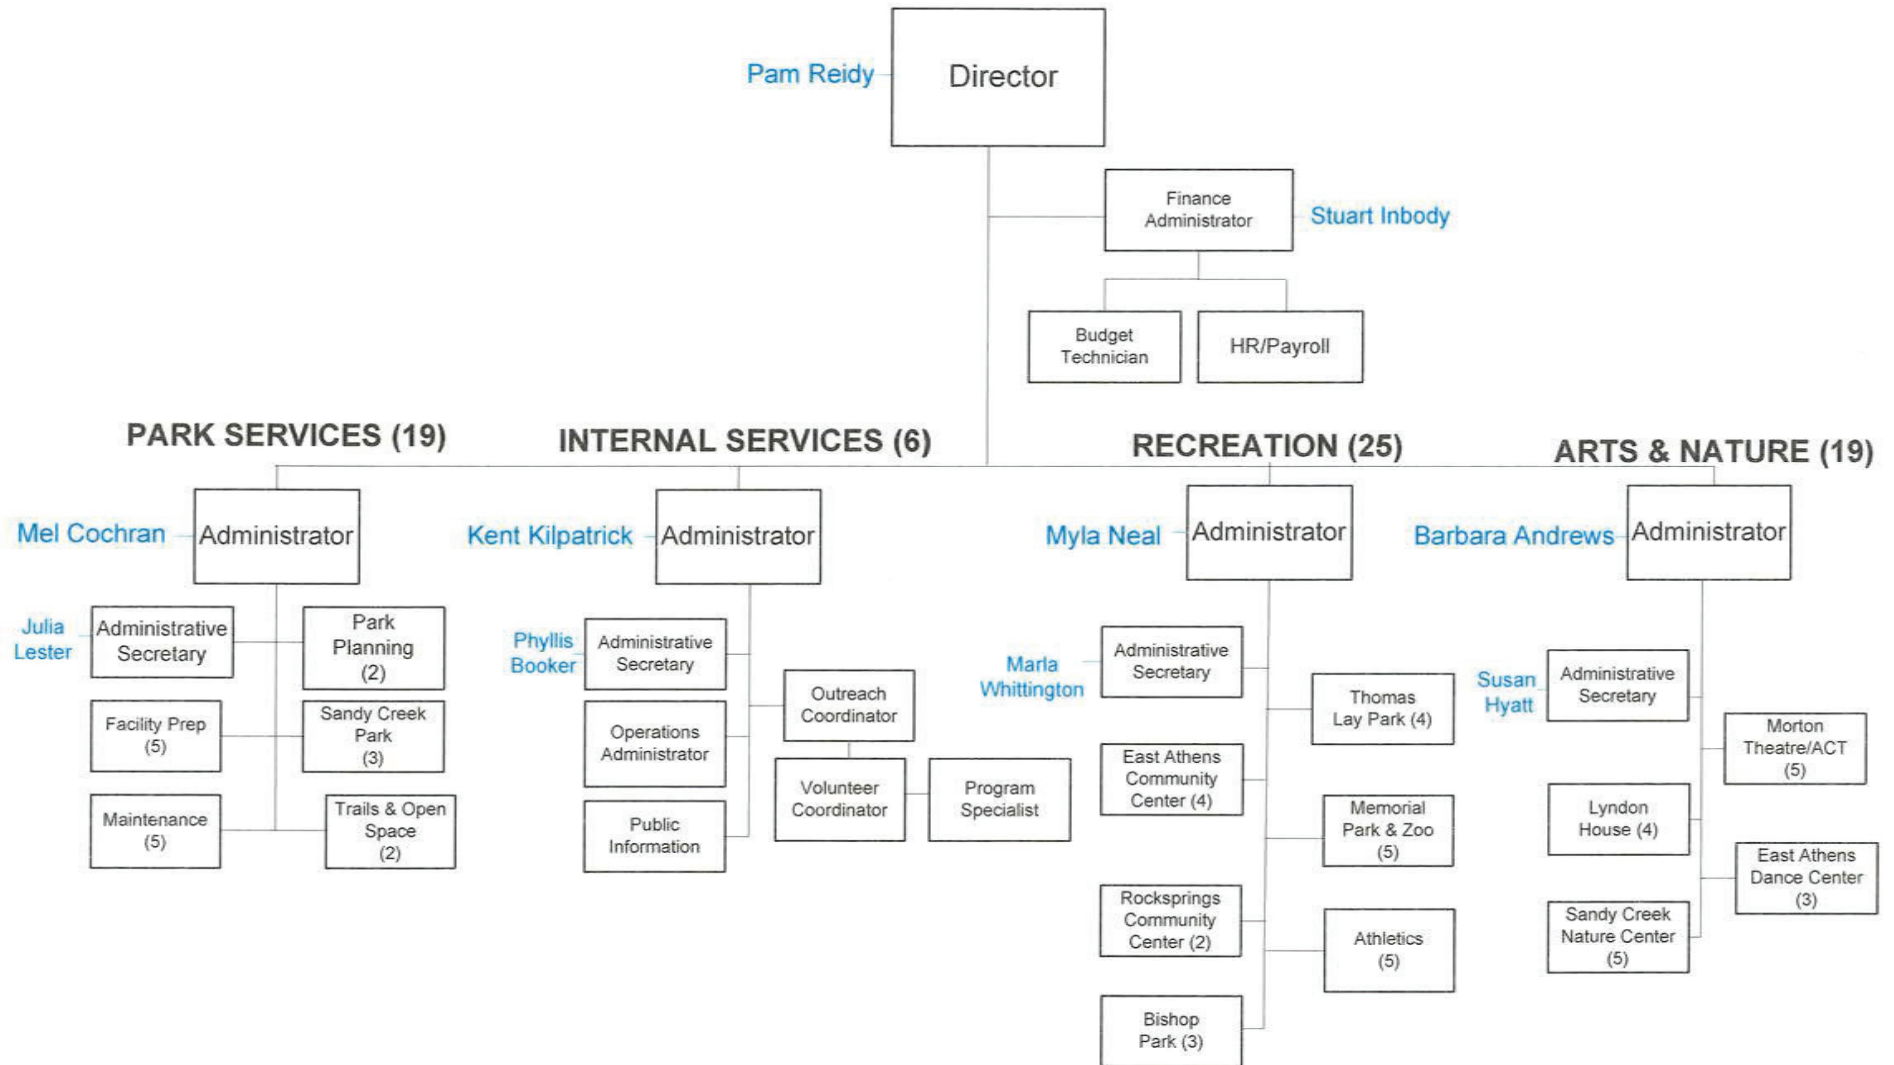 Pam Reidy
Director
Finance
Administrator
Stuart Inbody
Budget
Technician
HR/Payroll
PARK SERVICES (19)
INTERNAL SERVICES (6)
RECREATION (25)
ARTS & NATURE (19)
Mel Cochran
Administrator
Kent Kilpatrick
Administrator
Myla Neal
Administrator
Barbara Andrews
Administrator
Julia
Lester
Administrative
Secretary
Park
Planning
(2)
Facility Prep
(5)
Sandy Creek
Park
(3)
Maintenance
(5)
Trails & Open
Space
(2)
Phyllis
Booker
Administrative
Secretary
Outreach
Coordinator
Operations
Administrator
Volunteer
Coordinator
Program
Specialist
Public
Information
Marla
Whittington
Administrative
Secretary
Thomas
Lay Park (4)
East Athens
Community
Center (4)
Memorial
Park & Zoo
(5)
Rocksprings
Community
Center (2)
Athletics
(5)
Bishop
Park (3)
Susan
Hyatt
Administrative
Secretary
Morton
Theatre/ACT
(5)
Lyndon
House (4)
East Athens
Dance Center
(3)
Sandy Creek
Nature Center
(5)